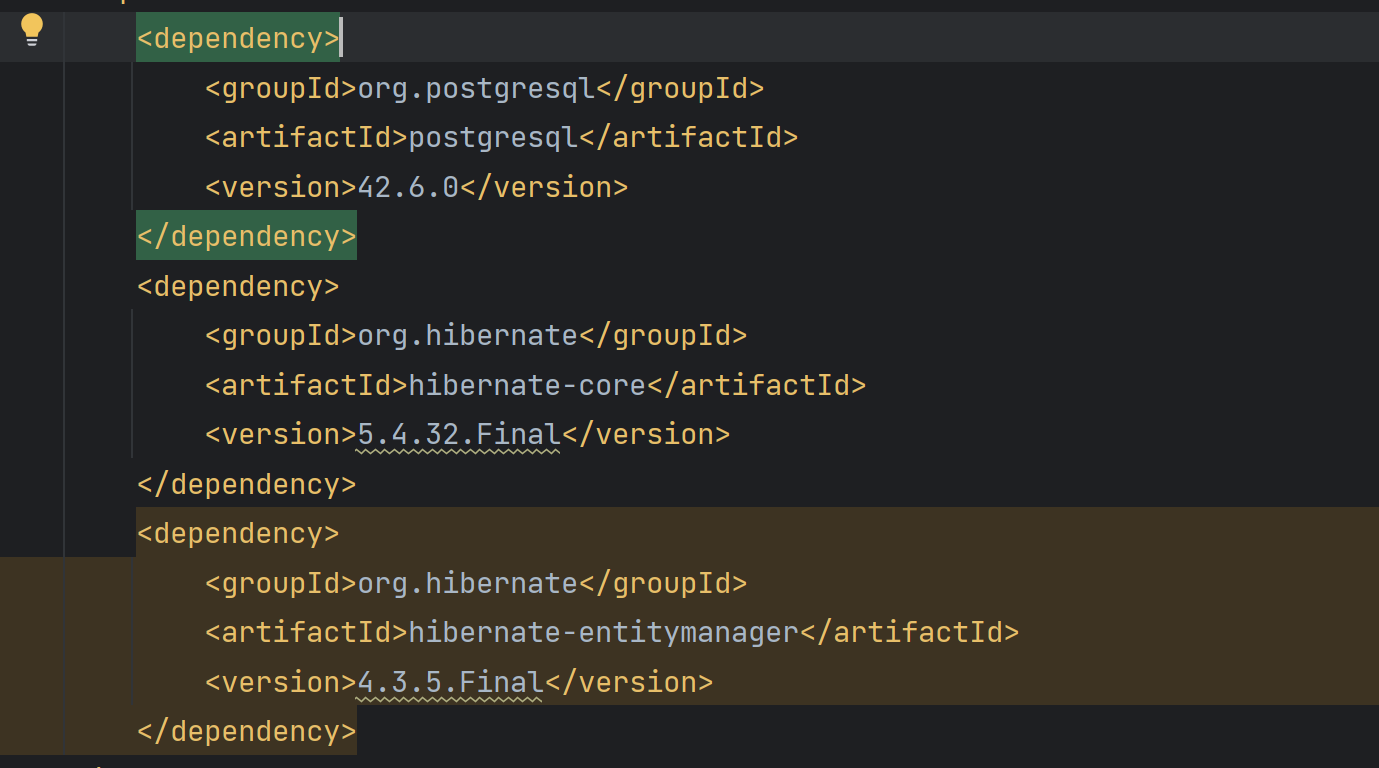 <dependency>
<groupId>org.postgresql</groupId>
<artifactId>postgresql</artifactId>
<version>42.6.0</version>
</dependency>
<dependency>
<groupId>org.hibernate</groupId>
<artifactId>hibernate-core</artifactId>
<version>5.4.32.Final</version>
</dependency>
<dependency>
<groupId>org.hibernate</groupId>
<artifactId>hibernate-entitymanager</artifactId>
<version>4.3.5.Final</version>
</dependency>